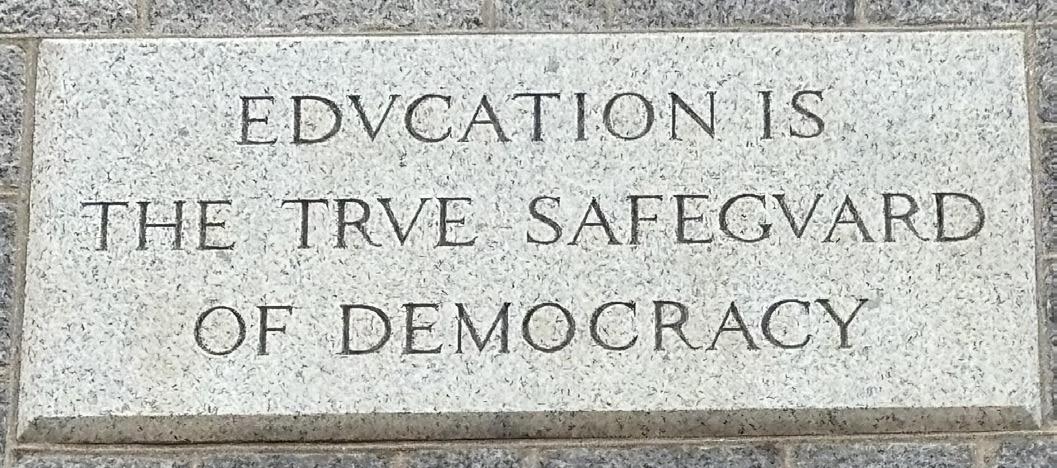 EDVCATION IS
THE TRVE SAFEGVARD
OF DEMOCRACY